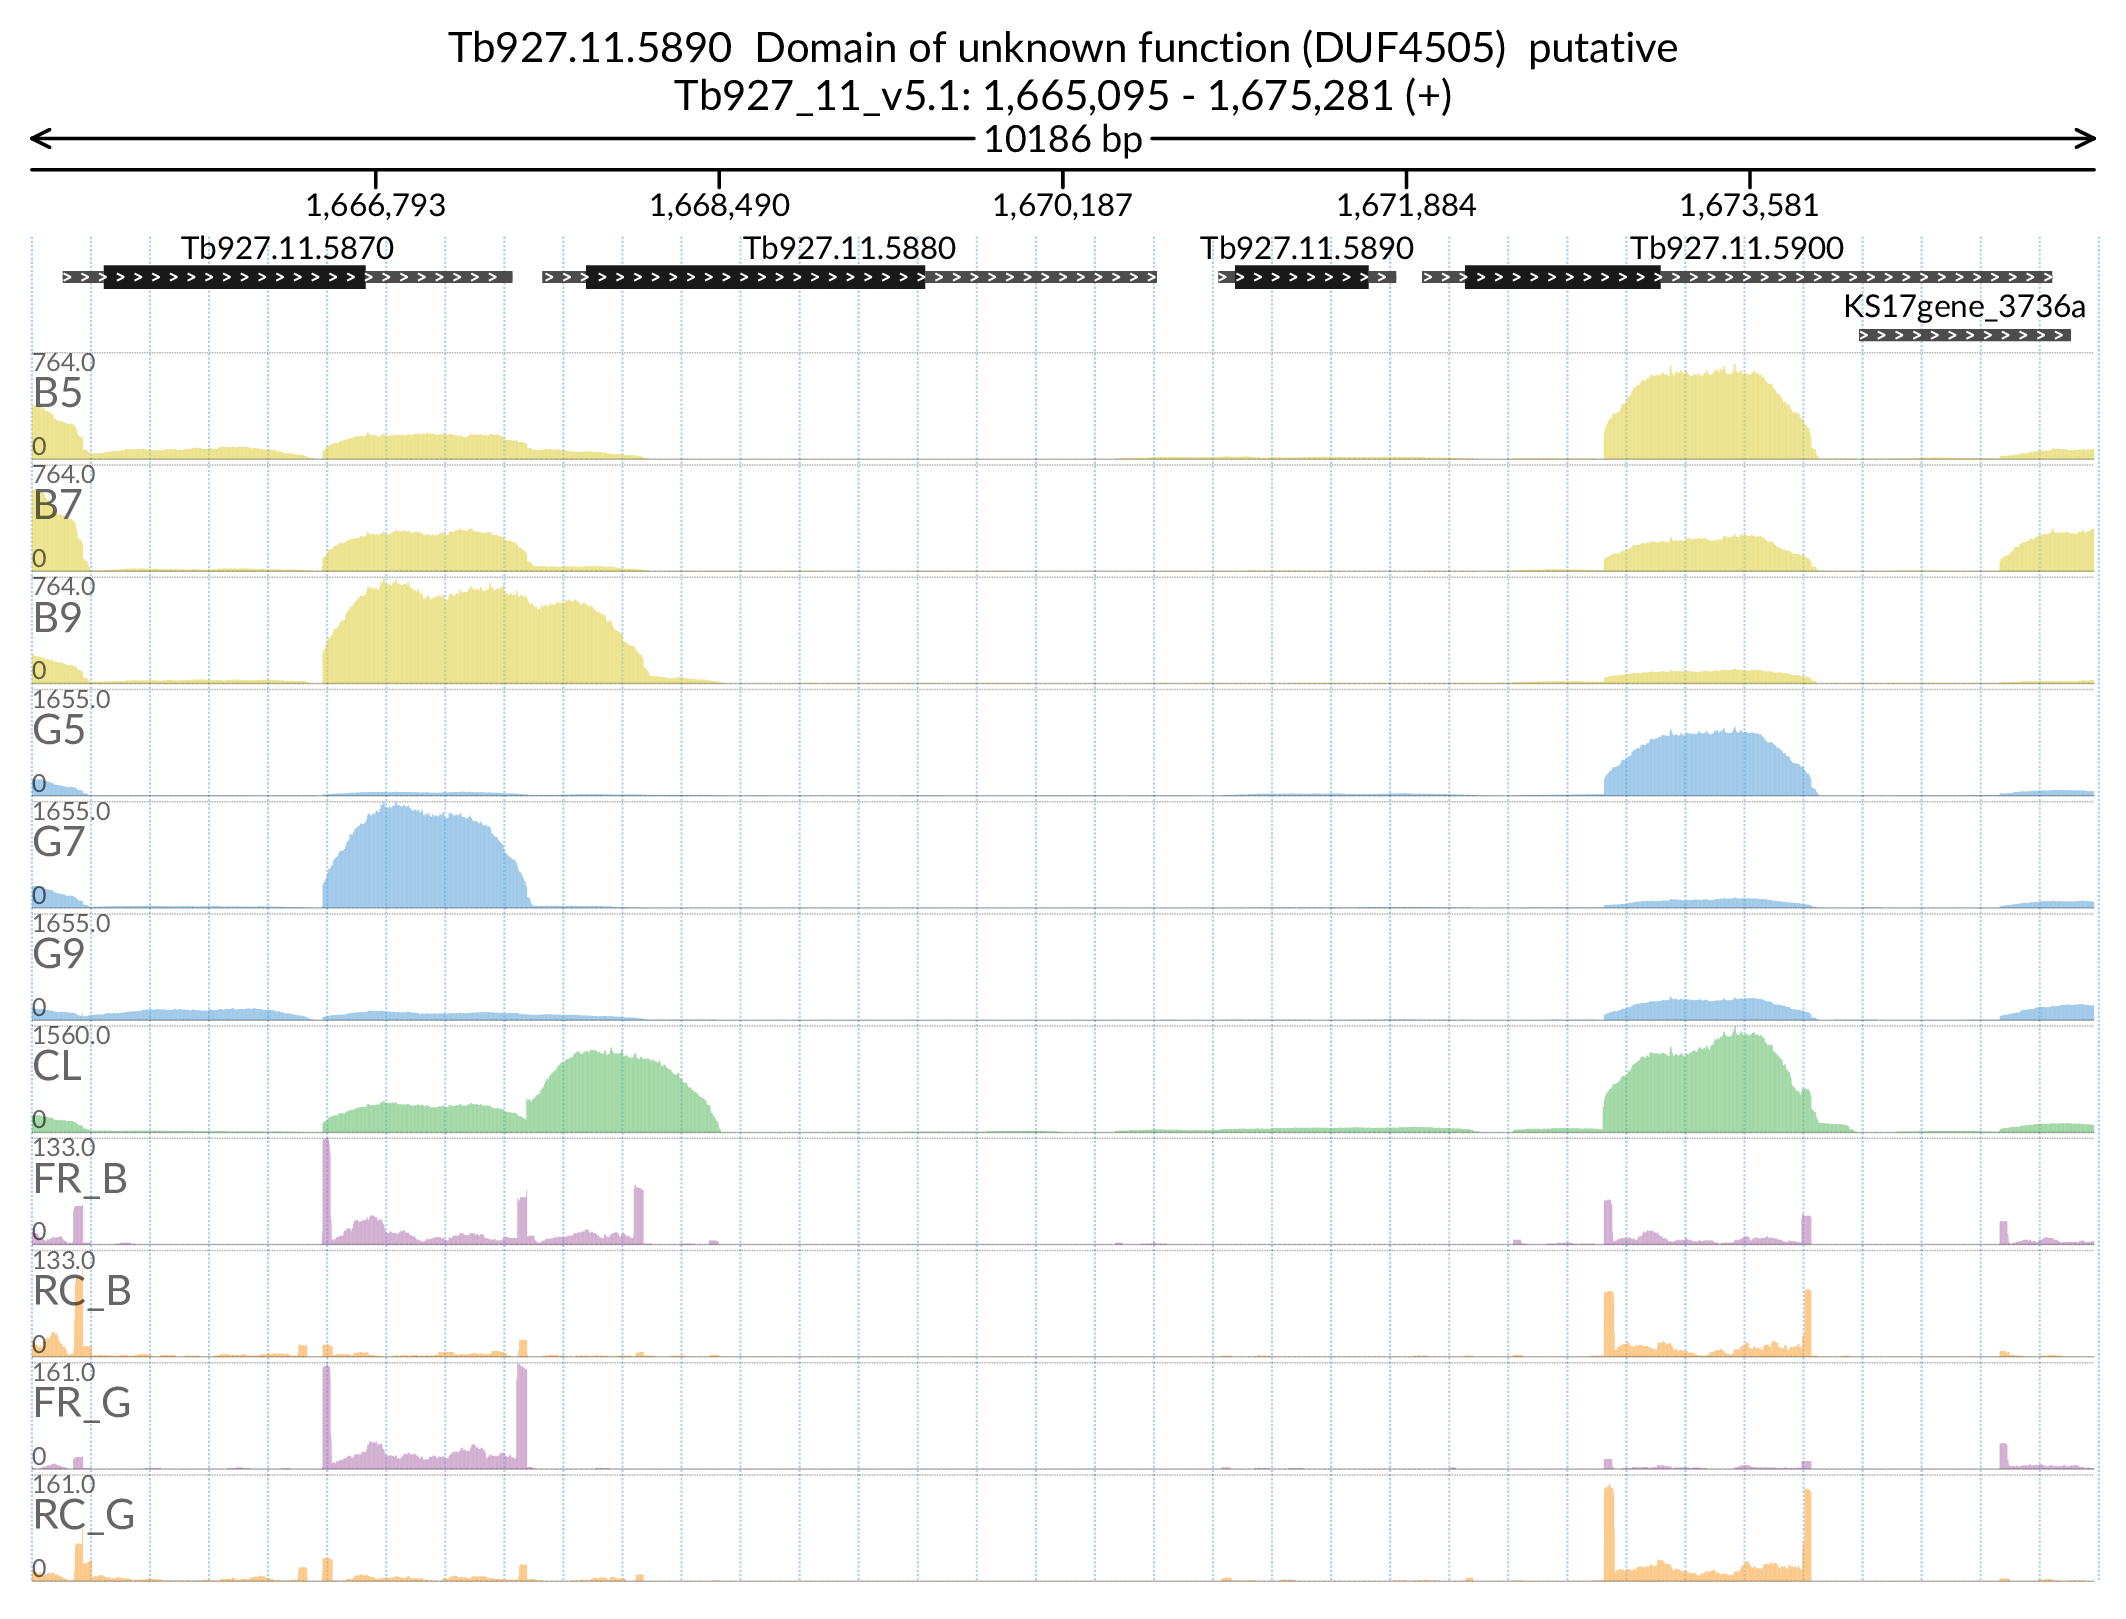 Tb927.11.5890 Domain of unknown function (DUF4505) putative
Tb927_11_v5.1: 1,665,095 - 1,675,281 (+)
10186 bp
1,666,793 1,668,490 1,670,187 1,671,884 1,673,581
Tb927.11.5870 Tb927.11.5880 Tb927.11.5890 Tb927.11.5900
KS17gene_3736a
764.0
B5
0
764.0
B7
0
764.0
B9
0
1655.0
G5
0
1655.0
G7
0
1655.0
G9
0
1560.0
CL
0
133.0
FR_B
0
133.0
RC_B
0
161.0
FR_G
0
161.0
RC_G
0